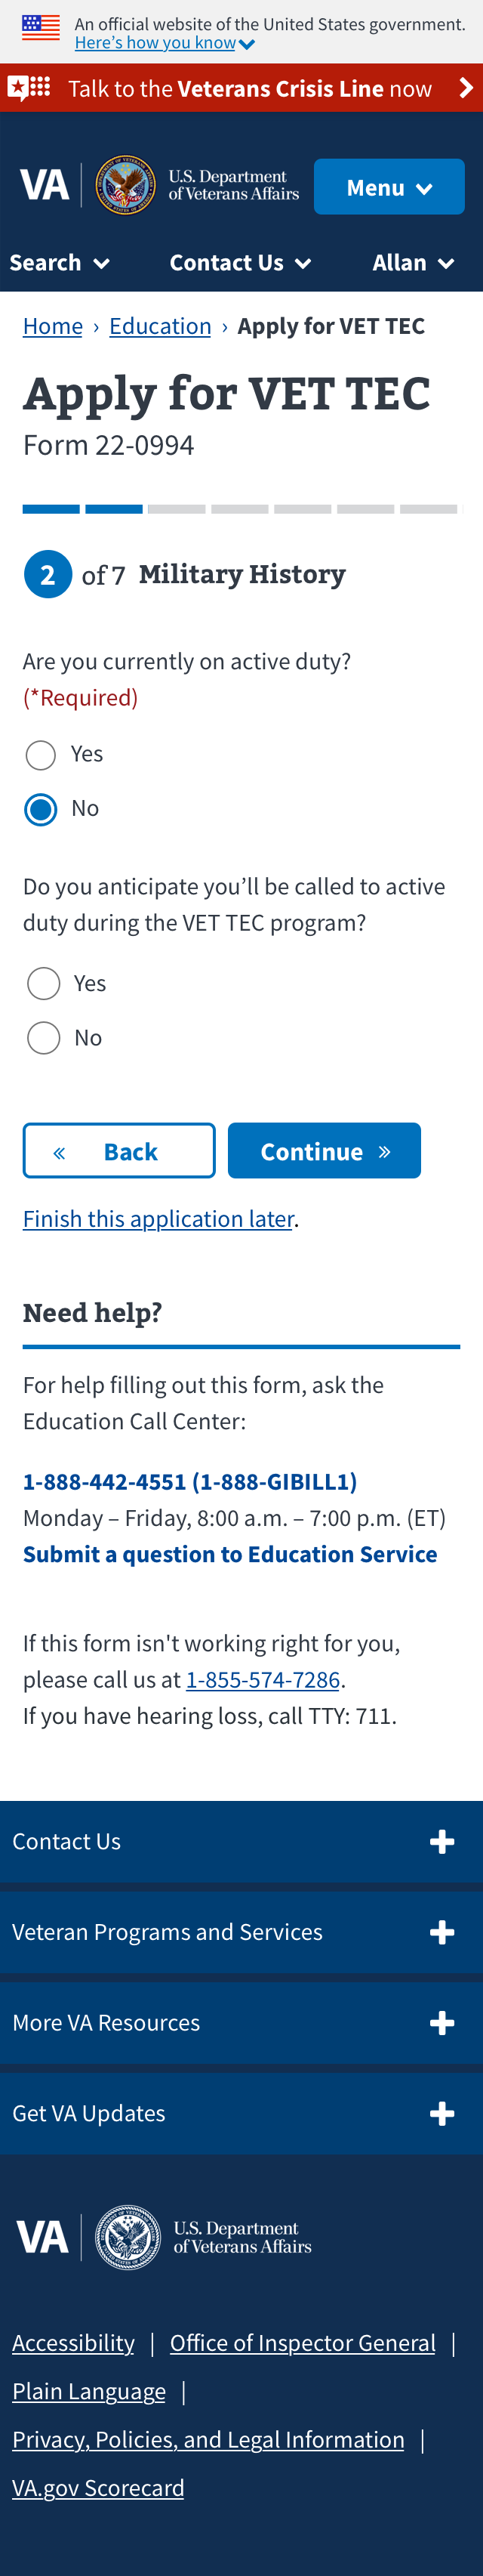 An official website of the United States government.
Here’s how you know
Talk to the Veterans Crisis Line now
VA
U.S. Department
of Veterans Affairs
Menu
Search
Contact Us
Allan
Home › Education › Apply for VET TEC
Apply for VET TEC
Form 22-0994
2 of 7 Military History
Are you currently on active duty?
(*Required)
Yes
No
Do you anticipate you’ll be called to active
duty during the VET TEC program?
Yes
No
« Back
Continue »
Finish this application later.
Need help?
For help filling out this form, ask the
Education Call Center:
1-888-442-4551 (1-888-GIBILL1)
Monday – Friday, 8:00 a.m. – 7:00 p.m. (ET)
Submit a question to Education Service
If this form isn't working right for you,
please call us at 1-855-574-7286.
If you have hearing loss, call TTY: 711.
Contact Us
Veteran Programs and Services
More VA Resources
Get VA Updates
VA
U.S. Department
of Veterans Affairs
Accessibility | Office of Inspector General |
Plain Language |
Privacy, Policies, and Legal Information |
VA.gov Scorecard